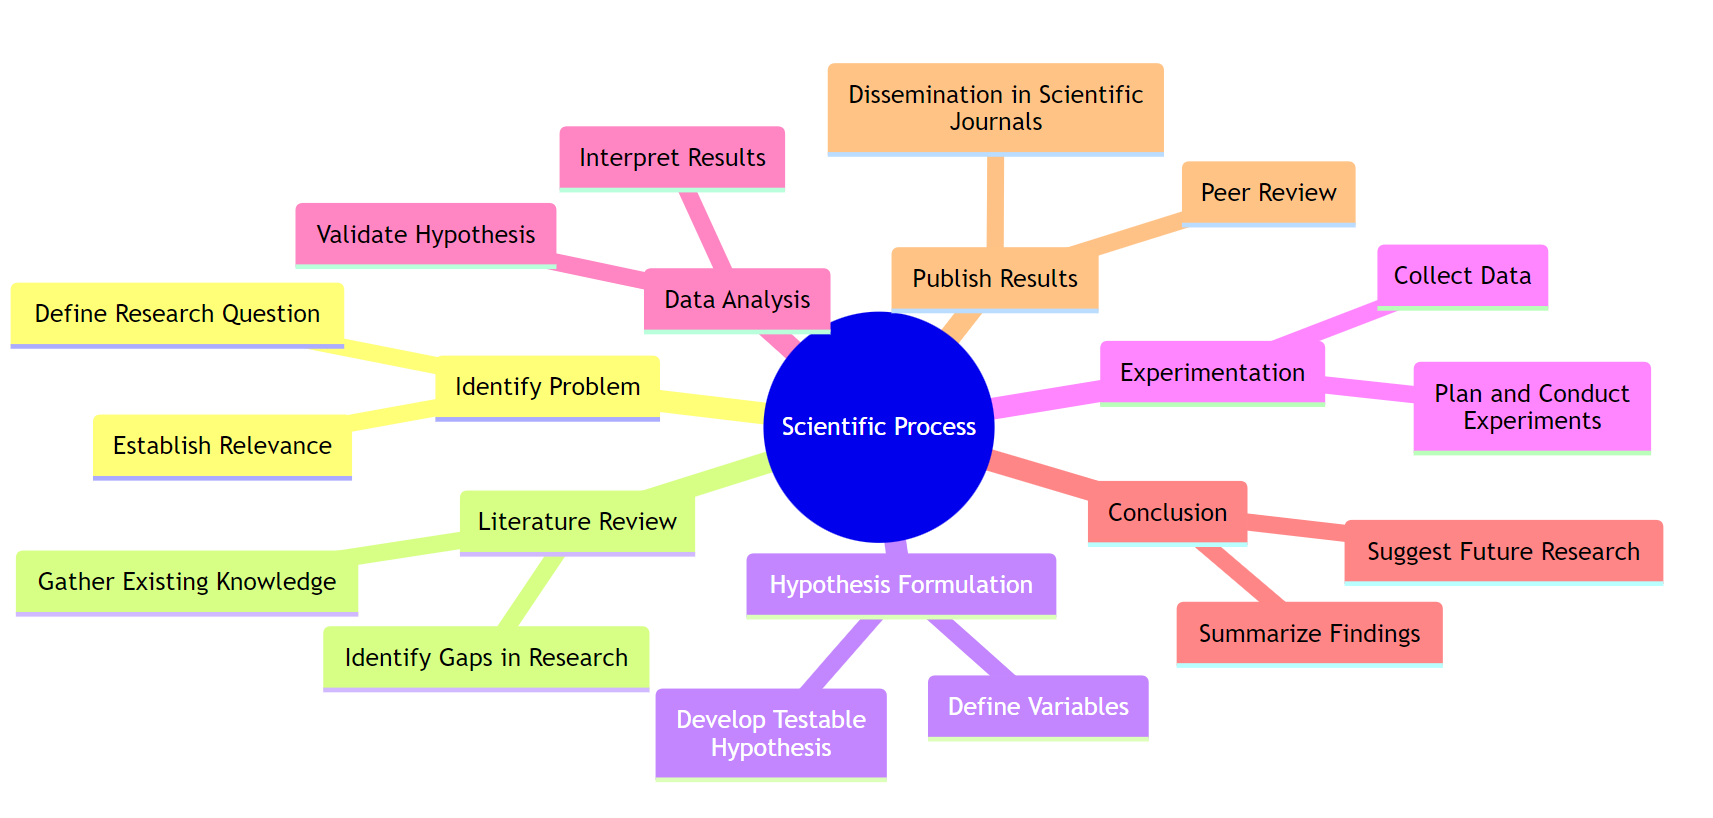 Dissemination in Scientific
Journals
Interpret Results
Peer Review
Validate Hypothesis
Publish Results
Collect Data
Data Analysis
Define Research Question
Experimentation
Identify Problem
Plan and Conduct
Experiments
Scientific Process
Establish Relevance
Literature Review
Conclusion
Suggest Future Research
Gather Existing Knowledge
Hypothesis Formulation
Summarize Findings
Identify Gaps in Research
Define Variables
Develop Testable
Hypothesis